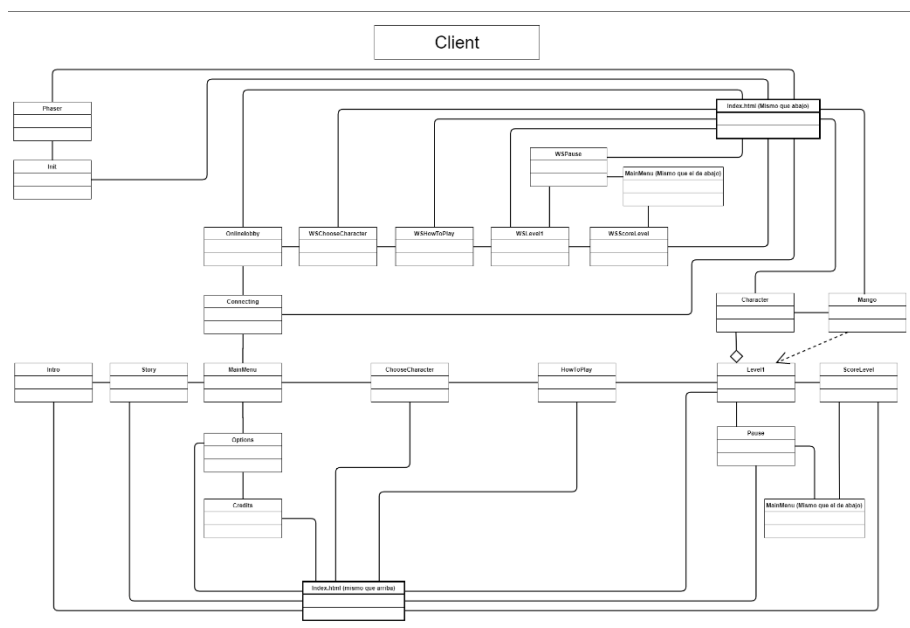 Client
Phaser
Index.html (Mismo que abajo)
Init
WSPause
MainMenu (Mismo que el de abajo)
Onlinelobby
WSChooseCharacter
WSHowToPlay
WSLevel1
WSScoreLevel
Connecting
Character
Mango
Intro
Story
MainMenu
ChooseCharacter
HowToPlay
Level1
ScoreLevel
Options
Pause
Credits
MainMenu (Mismo que el de abajo)
Index.html (mismo que arriba)